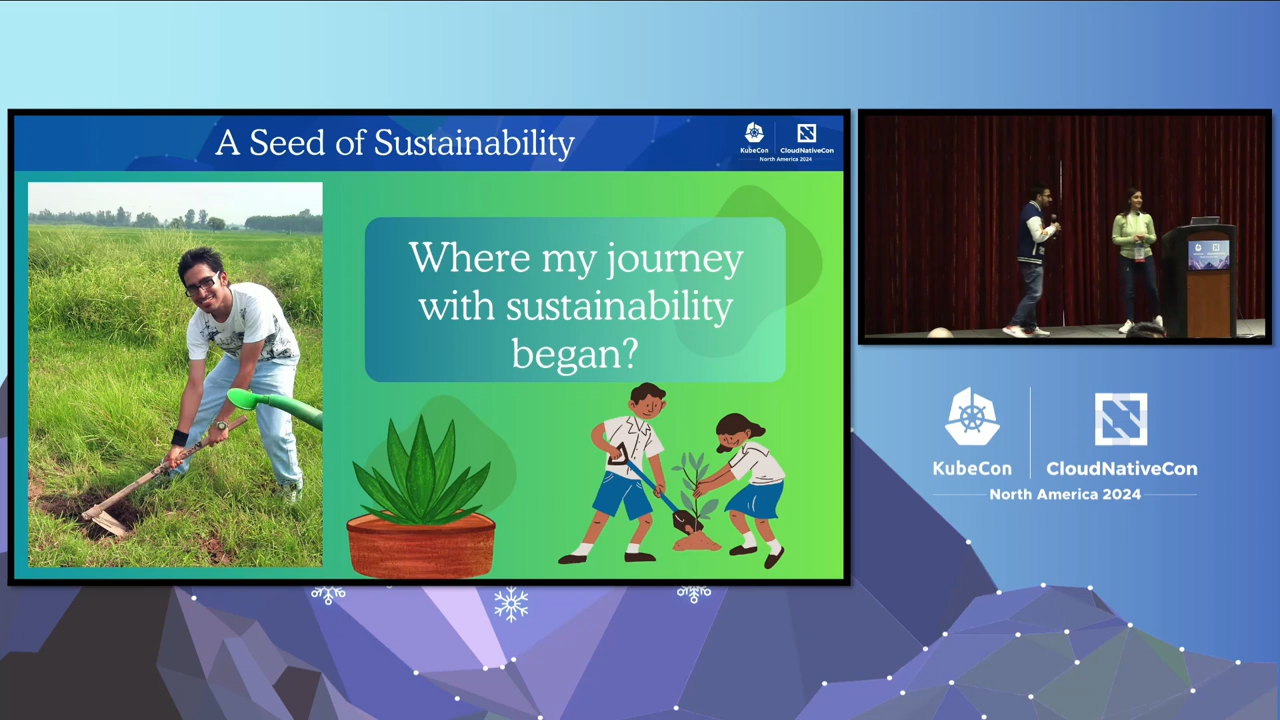 A Seed of Sustainability
KubeCon
CloudNativeCon
North America 2024
Where my journey
with sustainability
began?
KubeCon
CloudNativeCon
North America 2024